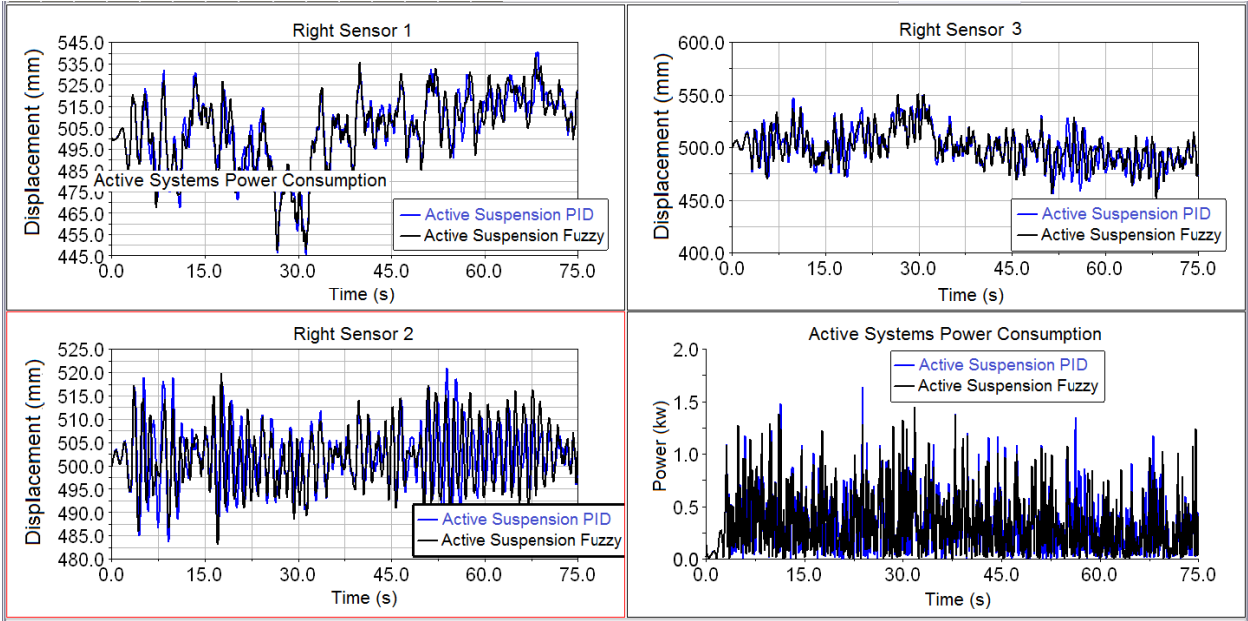 Right Sensor 1
Displacement (mm)
545.0
535.0
525.0
515.0
505.0
495.0
485.0
475.0
465.0
455.0
445.0
Active Systems Power Consumption
Active Suspension PID
Active Suspension Fuzzy
0.0 15.0 30.0 45.0 60.0 75.0
Time (s)
Right Sensor 3
Displacement (mm)
600.0
550.0
500.0
450.0
400.0
Active Suspension PID
Active Suspension Fuzzy
0.0 15.0 30.0 45.0 60.0 75.0
Time (s)
Right Sensor 2
Displacement (mm)
525.0
520.0
515.0
510.0
505.0
500.0
495.0
490.0
485.0
480.0
Active Suspension PID
Active Suspension Fuzzy
0.0 15.0 30.0 45.0 60.0 75.0
Time (s)
Active Systems Power Consumption
Power (kw)
2.0
1.5
1.0
0.5
0.0
Active Suspension PID
Active Suspension Fuzzy
0.0 15.0 30.0 45.0 60.0 75.0
Time (s)